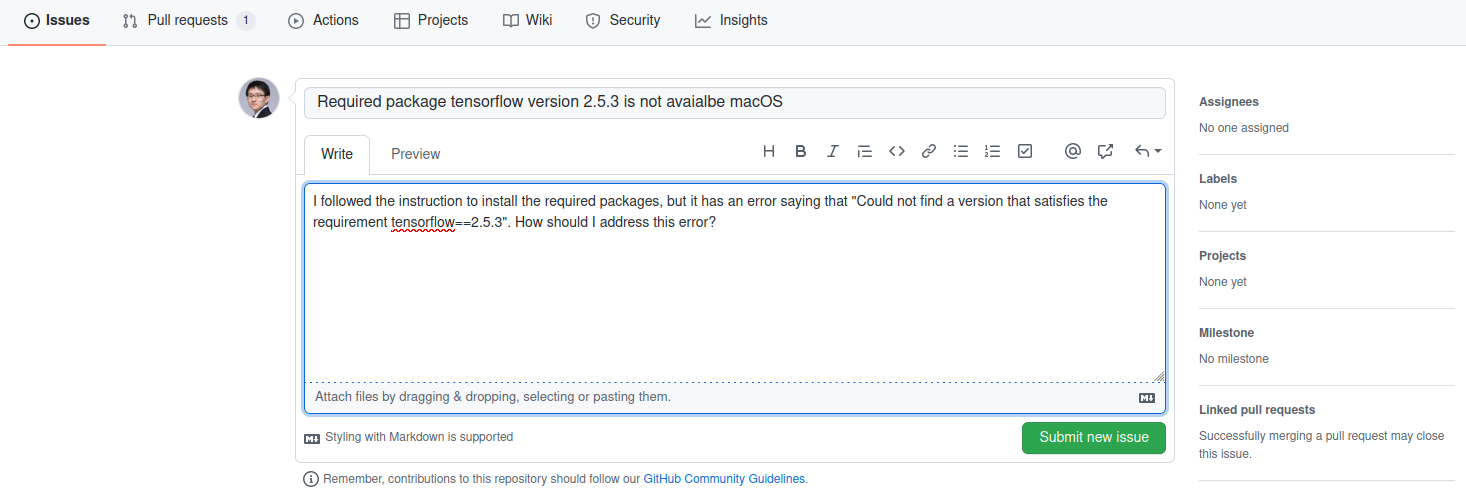 Issues Pull requests 1 Actions Projects Wiki Security Insights
Required package tensorflow version 2.5.3 is not avaialbe macOS
Write Preview
I followed the instruction to install the required packages, but it has an error saying that "Could not find a version that satisfies the
requirement tensorflow==2.5.3". How should I address this error?
Attach files by dragging & dropping, selecting or pasting them.
Styling with Markdown is supported
Submit new issue
Remember, contributions to this repository should follow our GitHub Community Guidelines.
Assignees
No one assigned
Labels
None yet
Projects
None yet
Milestone
No milestone
Linked pull requests
Successfully merging a pull request may close
this issue.